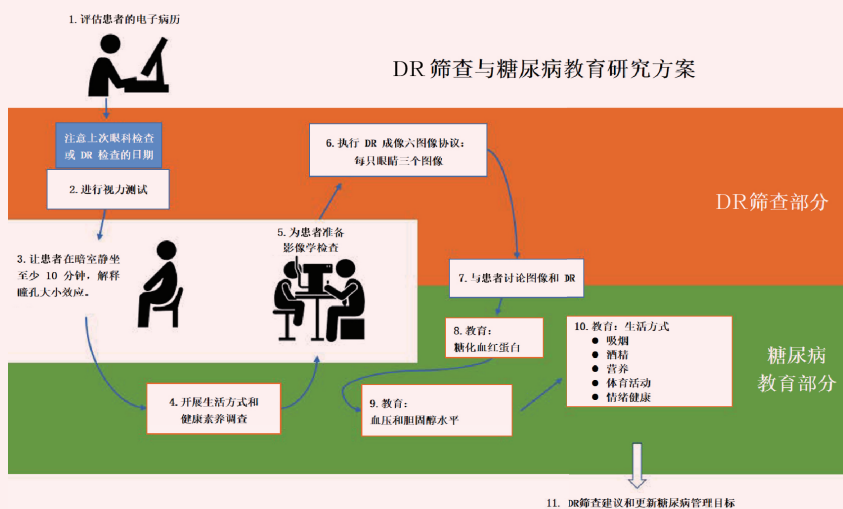 1. 评估患者的电子病历
DR 筛查与糖尿病教育研究方案
注意上次眼科检查
或 DR 检查的日期
2. 进行视力测试
3. 让患者在暗室静坐
至少 10 分钟，解释
瞳孔大小效应。
4. 开展生活方式和
健康素养调查
5. 为患者准备
影像学检查
6. 执行 DR 成像六图像协议：
每只眼睛三个图像
DR筛查部分
7. 与患者讨论图像和 DR
8. 教育：
糖化血红蛋白
9. 教育：
血压和胆固醇水平
10. 教育：生活方式
● 吸烟
● 酒精
● 营养
● 体育活动
● 情绪健康
糖尿病
教育部分
11. DR筛查建议和更新糖尿病管理目标